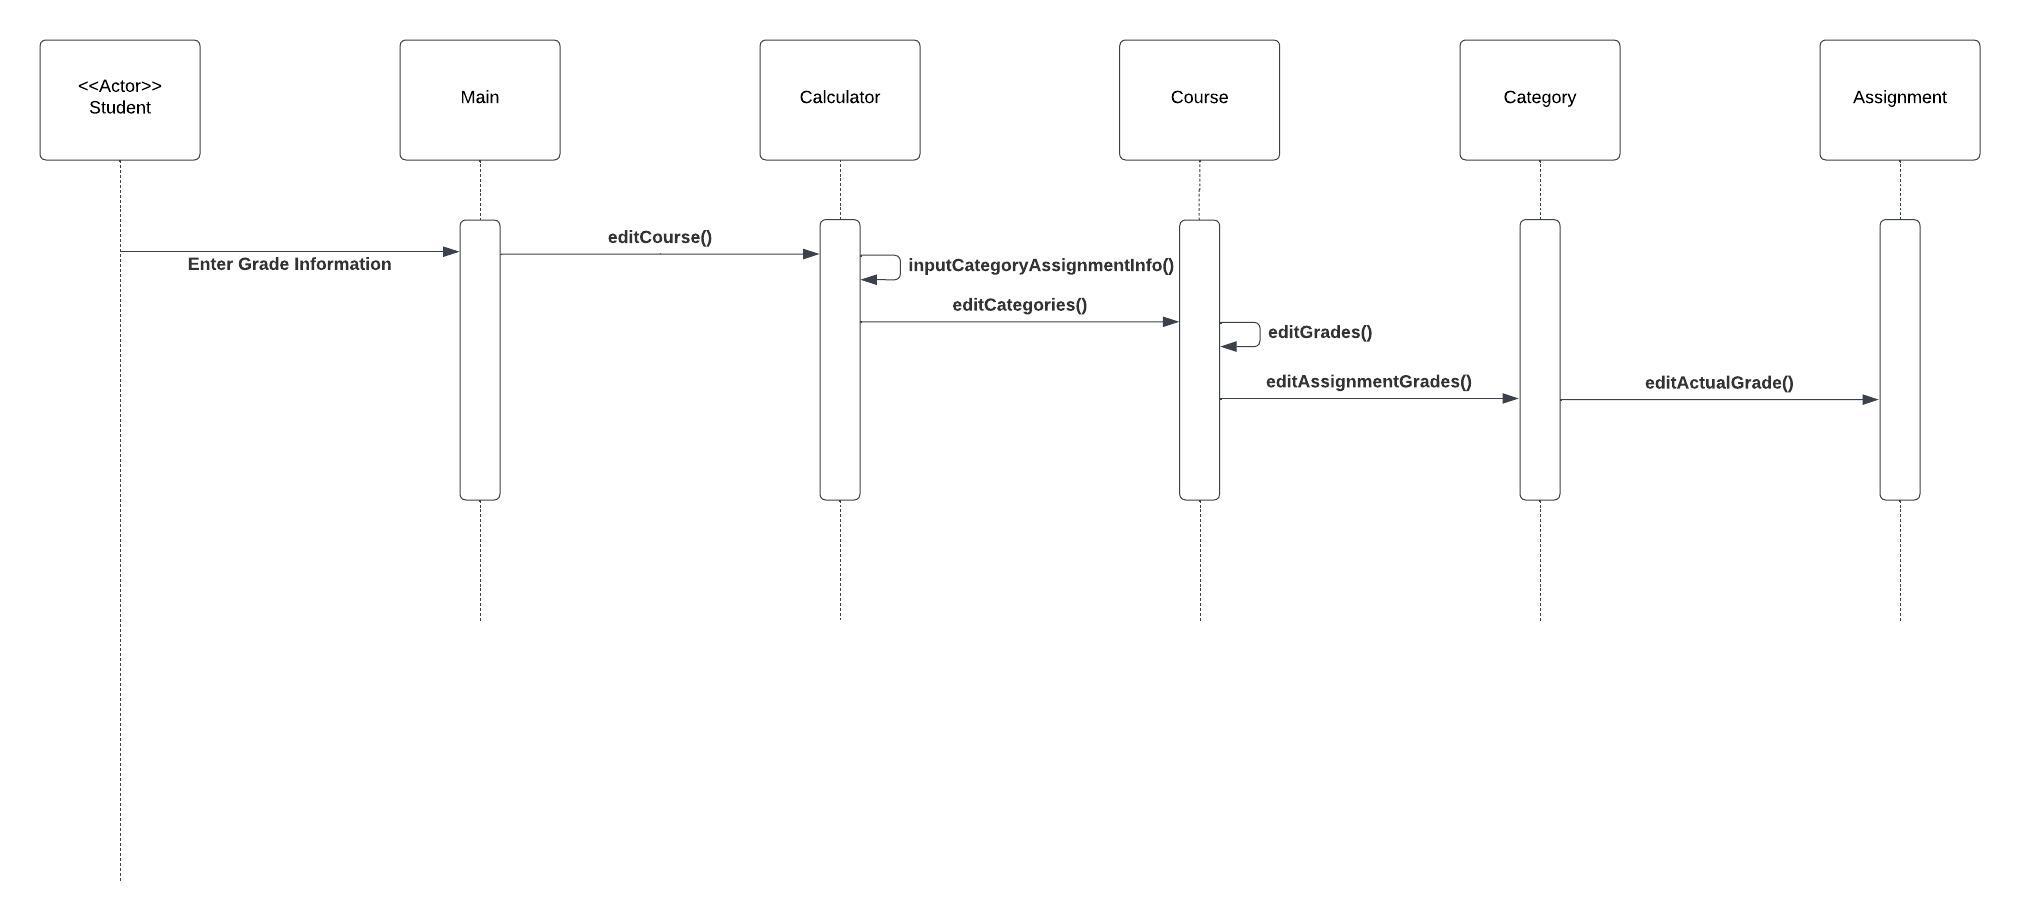 <<Actor>>
Student
Main
Calculator
Course
Category
Assignment
editCourse()
Enter Grade Information
inputCategoryAssignmentInfo()
editCategories()
editGrades()
editAssignmentGrades()
editActualGrade()